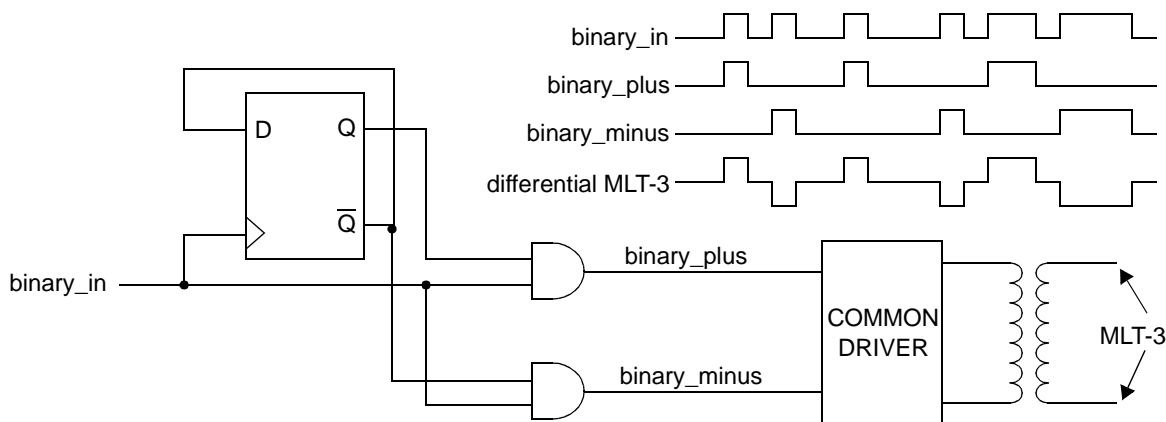 binary_in
binary_plus
binary_minus
differential MLT-3
D
Q
Q̅
binary_in
binary_plus
binary_minus
COMMON
DRIVER
MLT-3